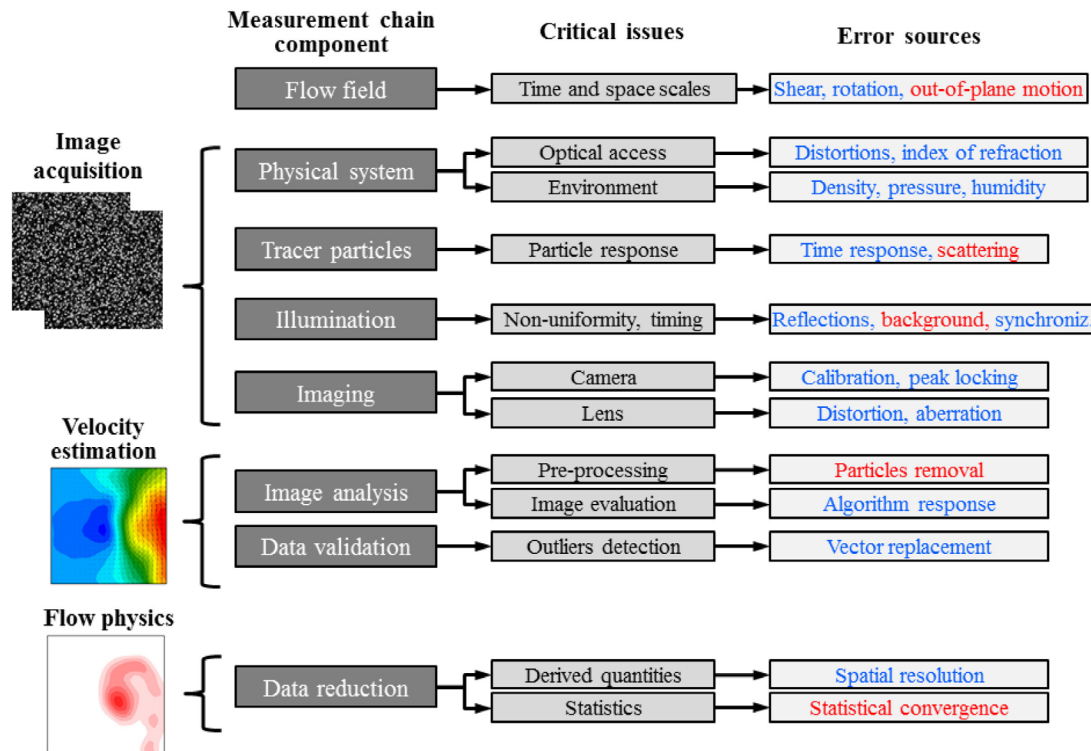 Measurement chain
component
Critical issues
Error sources
Flow field
Time and space scales
Shear, rotation, out-of-plane motion
Image
acquisition
Physical system
Optical access
Distortions, index of refraction
Environment
Density, pressure, humidity
Tracer particles
Particle response
Time response, scattering
Illumination
Non-uniformity, timing
Reflections, background, synchroniz.
Imaging
Camera
Calibration, peak locking
Lens
Distortion, aberration
Velocity
estimation
Image analysis
Pre-processing
Particles removal
Image evaluation
Algorithm response
Data validation
Outliers detection
Vector replacement
Flow physics
Data reduction
Derived quantities
Spatial resolution
Statistics
Statistical convergence